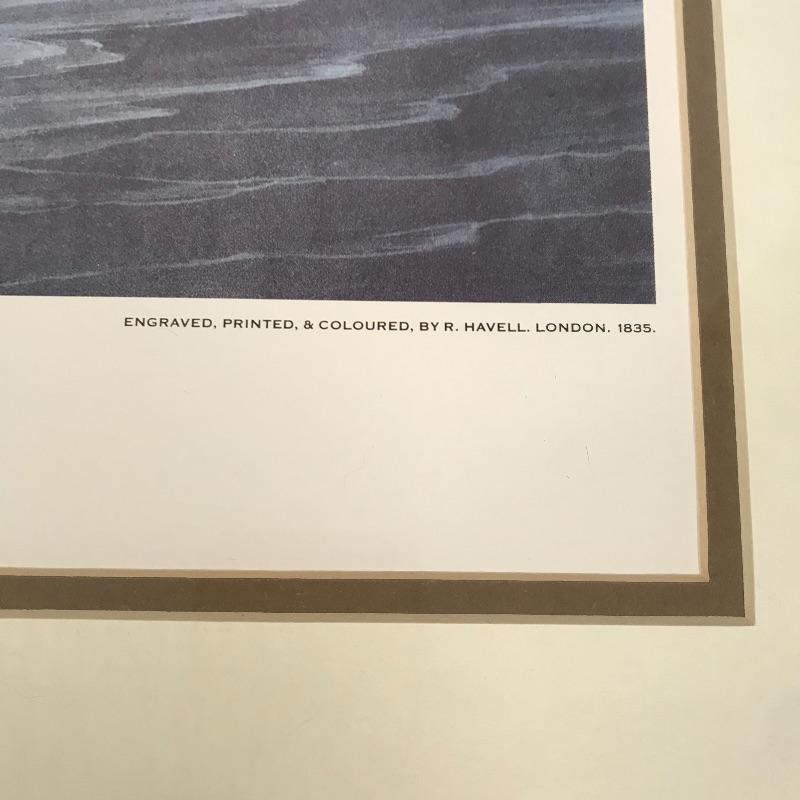 ENGRAVED, PRINTED, & COLOURED, BY R. HAVELL. LONDON. 1835.